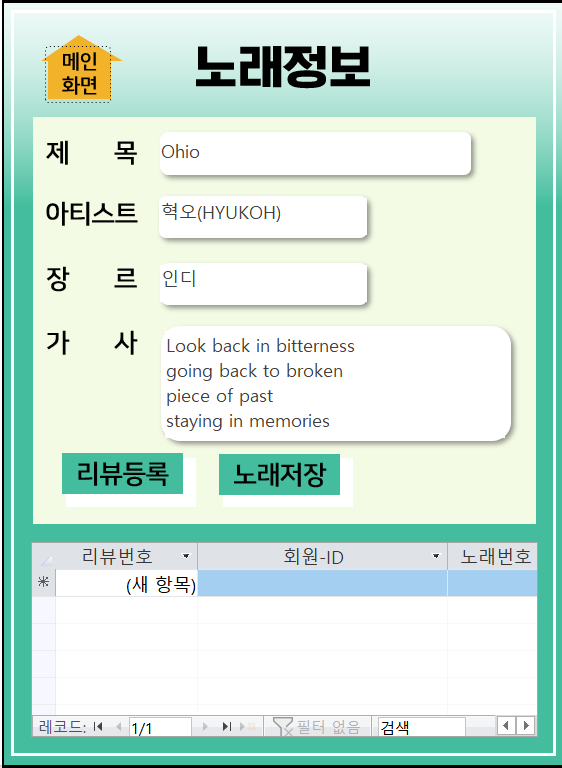 메인
화면
노래정보
제 목
Ohio
아티스트
혁오(HYUKOH)
장 르
인디
가 사
Look back in bitterness
going back to broken
piece of past
staying in memories
리뷰등록
노래저장
리뷰번호 회원-ID 노래번호
(새 항목)
레코드: 1/1 필터 없음 검색